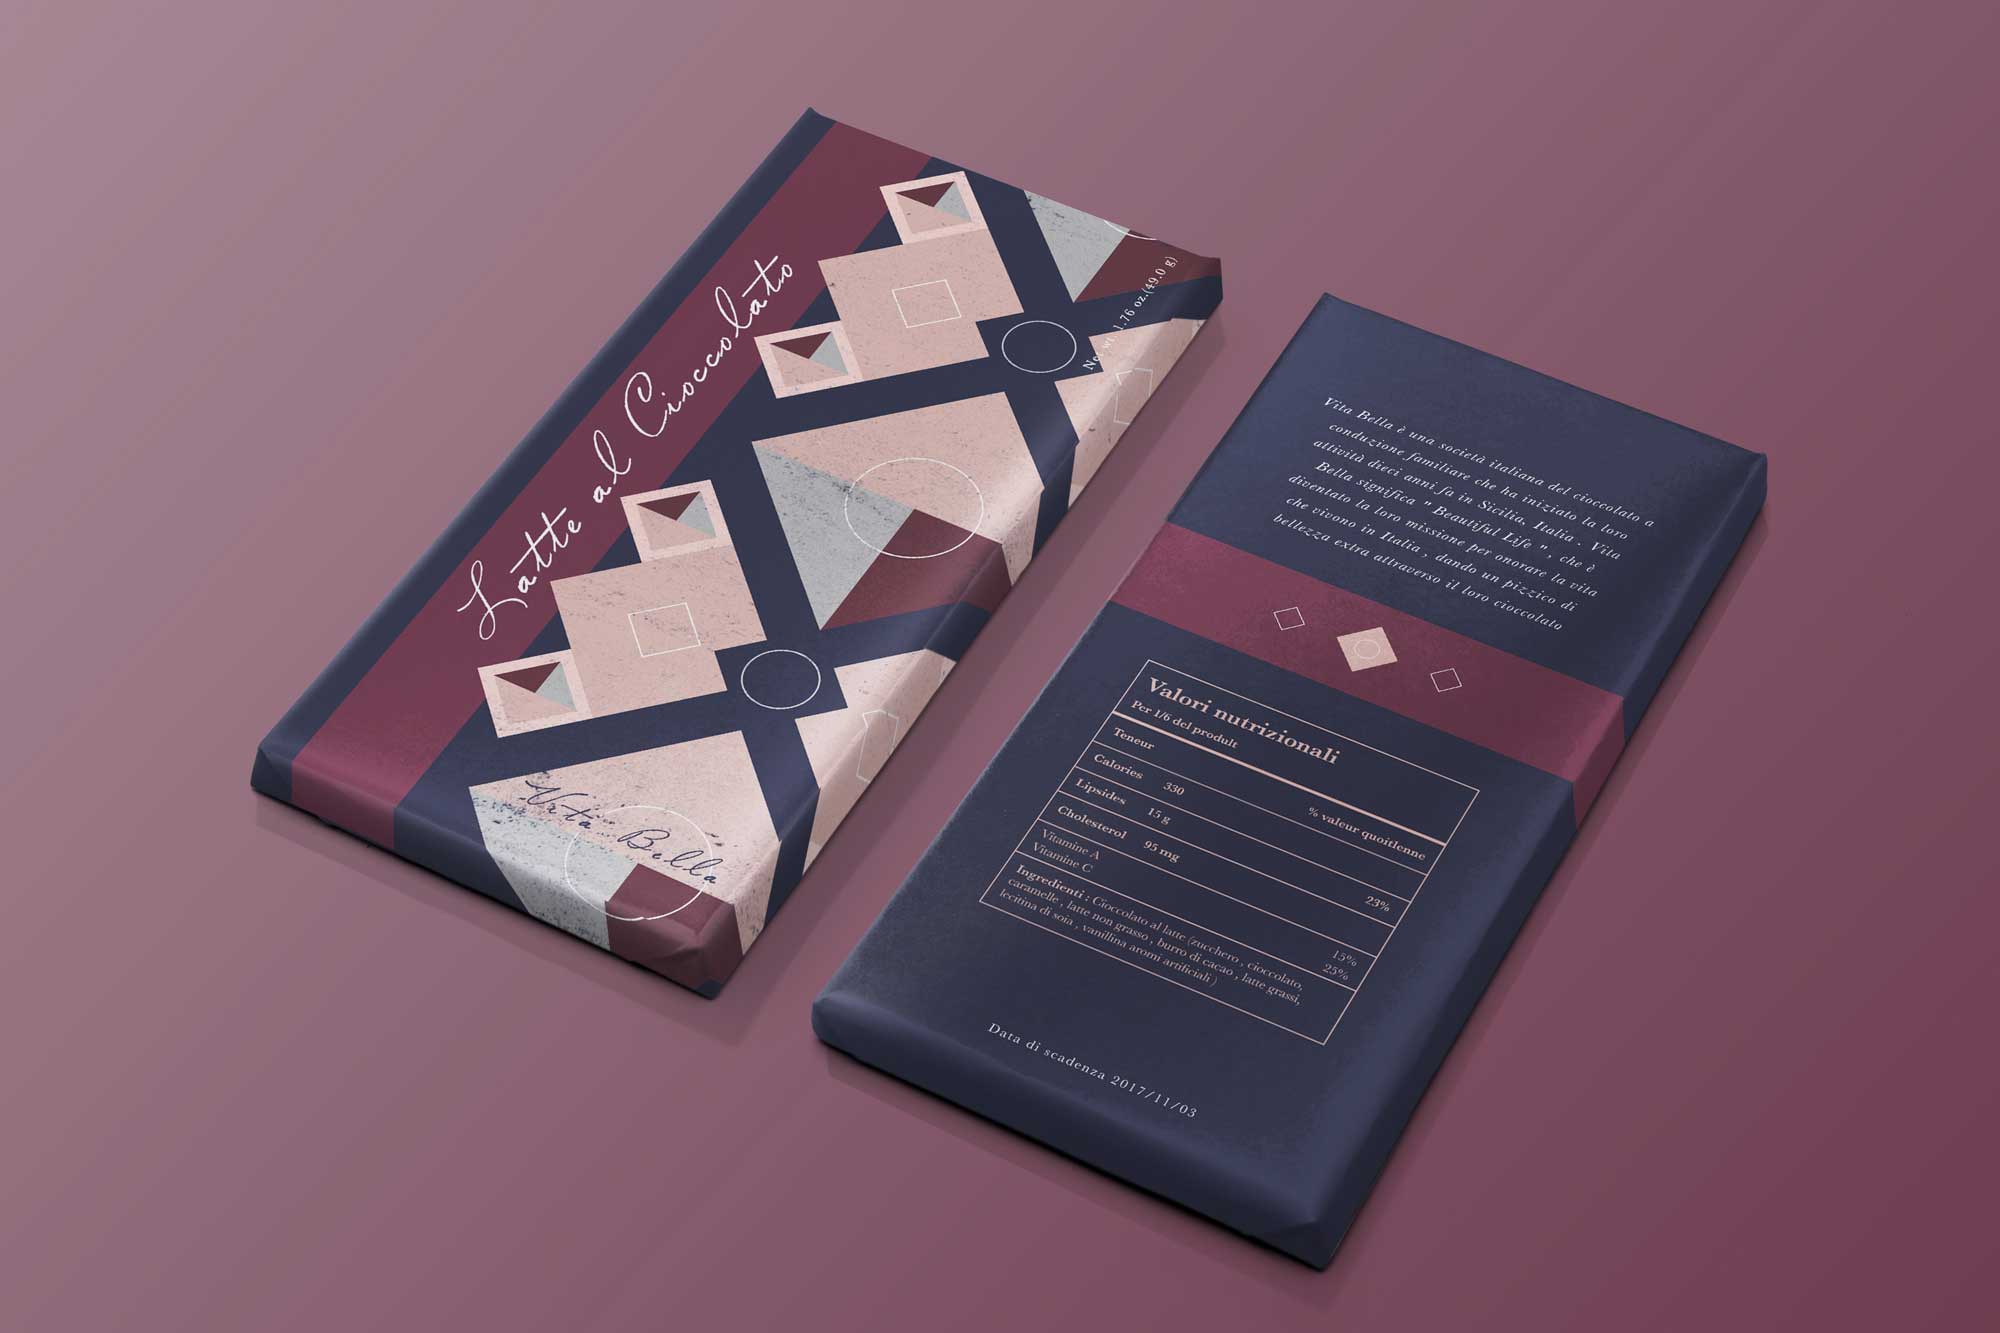 Latte al Cioccolato
Net wt 1.76 oz.(49.0 g)
Vita Bella
Vita Bella è una società italiana del cioccolato a
conduzione familiare che ha iniziato la loro
attività dieci anni fa in Sicilia, Italia . Vita
Bella significa " Beautiful Life ", che è
diventato la loro missione per onorare la vita
che vivono in Italia , dando un pizzico di
bellezza extra attraverso il loro cioccolato
Valori nutrizionali
Per 1/6 del prodult
Teneur % valeur quoitlenne
Calories 330
Lipsides 15 g 23%
Cholesterol 95 mg
Vitamine A 15%
Vitamine C 25%
Ingredienti : Cioccolato al latte (zucchero , cioccolato,
caramelle , latte non grasso , burro di cacao , latte grassi,
lecitina di soia , vanilina aromi artificiali )
Data di scadenza 2017/11/03